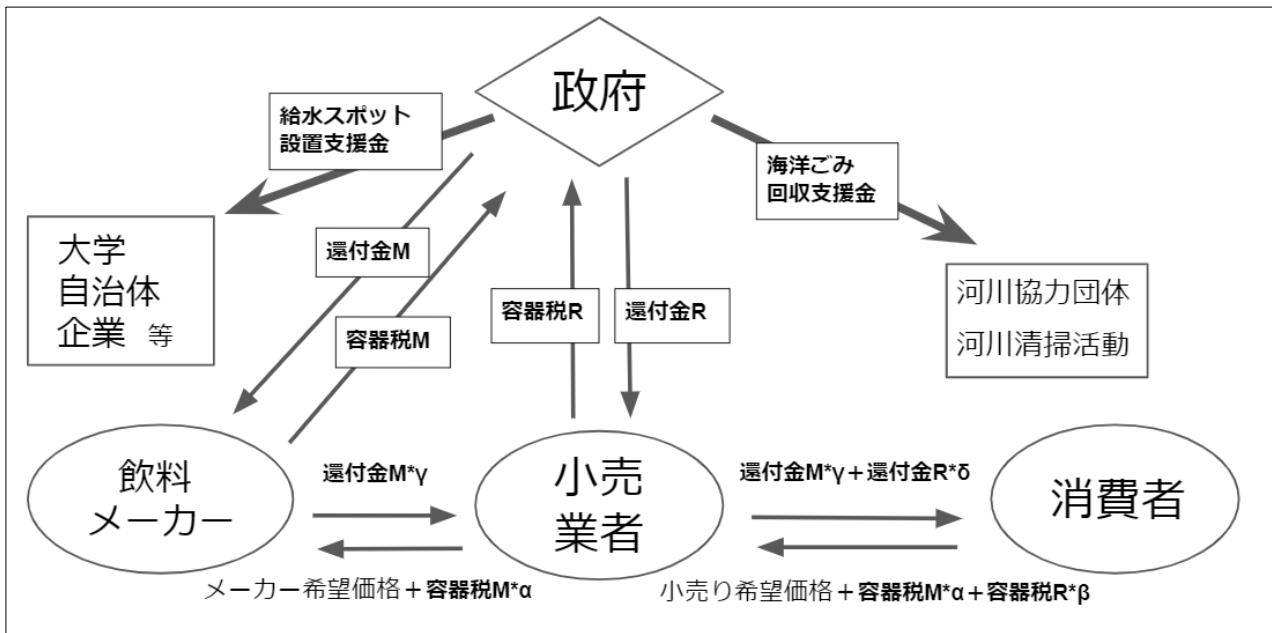 政府
給水スポット
設置支援金
海洋ごみ
回収支援金
大学
自治体
企業 等
還付金M
容器税M
容器税R
還付金R
河川協力団体
河川清掃活動
飲料
メーカー
還付金M*γ
小売
業者
還付金M*γ+還付金R*δ
消費者
メーカー希望価格+容器税M*α
小売り希望価格+容器税M*α+容器税R*β